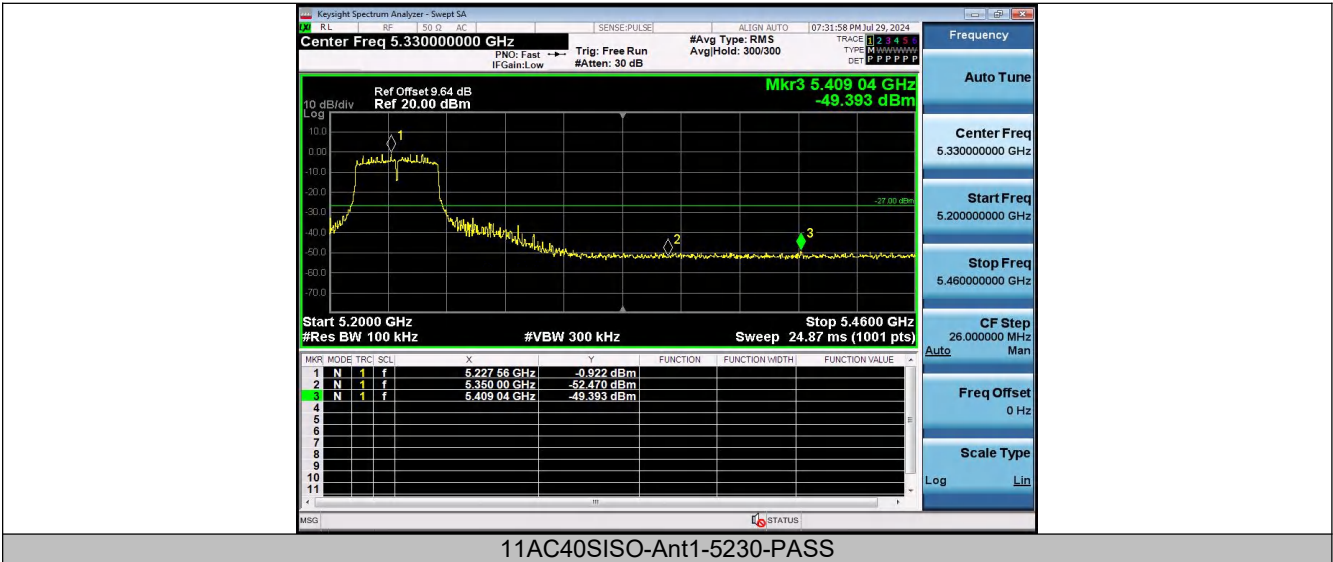 Keysight Spectrum Analyzer - Swept SA
RL RF 50 Ω AC SENSE:PULSE ALIGN AUTO 07:31:58 PM Jul 29, 2024
Center Freq 5.330000000 GHz
PNO: Fast
IFGain:Low
Trig: Free Run
#Atten: 30 dB
#Avg Type: RMS
Avg|Hold: 300/300
TRACE 1 2 3 4 5 6
TYPE M WWWWW
DET P P P P P P
Mkr3 5.409 04 GHz
-49.393 dBm
Ref Offset 9.64 dB
10 dB/div Ref 20.00 dBm
Log
10.0
0.00
-10.0
-20.0
-30.0
-40.0
-50.0
-60.0
-70.0
1
2
3
-27.00 dBm
Start 5.2000 GHz Stop 5.4600 GHz
#Res BW 100 kHz #VBW 300 kHz Sweep 24.87 ms (1001 pts)
MKR MODE TRC SCL X Y FUNCTION FUNCTION WIDTH FUNCTION VALUE
1 N 1 f 5.227 56 GHz -0.922 dBm
2 N 1 f 5.350 00 GHz -52.470 dBm
3 N 1 f 5.409 04 GHz -49.393 dBm
4
5
6
7
8
9
10
11
MSG STATUS
Frequency
Auto Tune
Center Freq
5.330000000 GHz
Start Freq
5.200000000 GHz
Stop Freq
5.460000000 GHz
CF Step
26.000000 MHz
Auto Man
Freq Offset
0 Hz
Scale Type
Log Lin
11AC40SISO-Ant1-5230-PASS